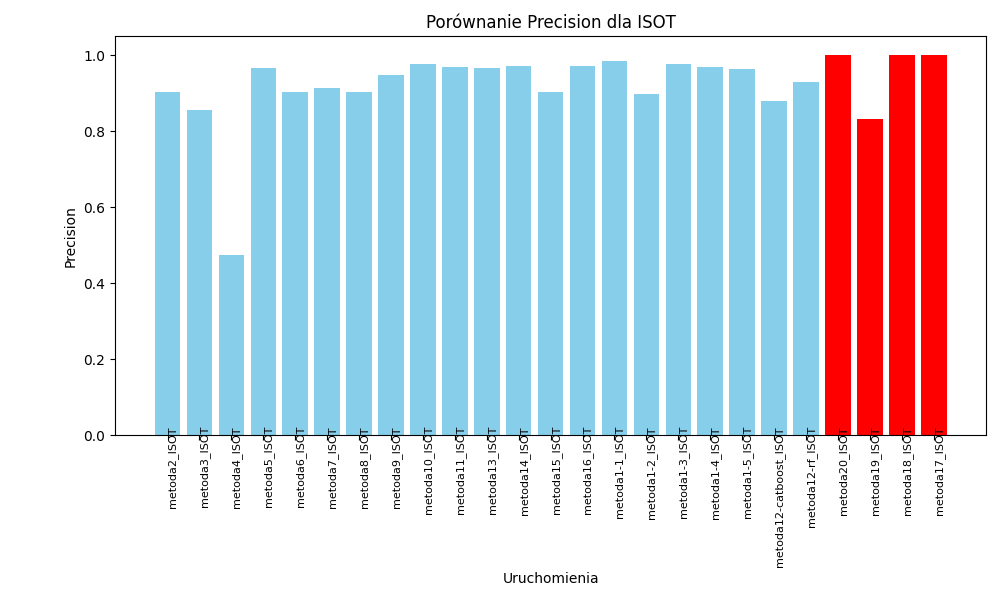 Porównanie Precision dla ISOT
Precision
1.0
0.8
0.6
0.4
0.2
0.0
metoda2_ISOT
metoda3_ISOT
metoda4_ISOT
metoda5_ISOT
metoda6_ISOT
metoda7_ISOT
metoda8_ISOT
metoda9_ISOT
metoda10_ISOT
metoda11_ISOT
metoda13_ISOT
metoda14_ISOT
metoda15_ISOT
metoda16_ISOT
metoda1-1_ISOT
metoda1-2_ISOT
metoda1-3_ISOT
metoda1-4_ISOT
metoda1-5_ISOT
metoda12-catboost_ISOT
metoda12-rf_ISOT
metoda20_ISOT
metoda19_ISOT
metoda18_ISOT
metoda17_ISOT
Uruchomienia